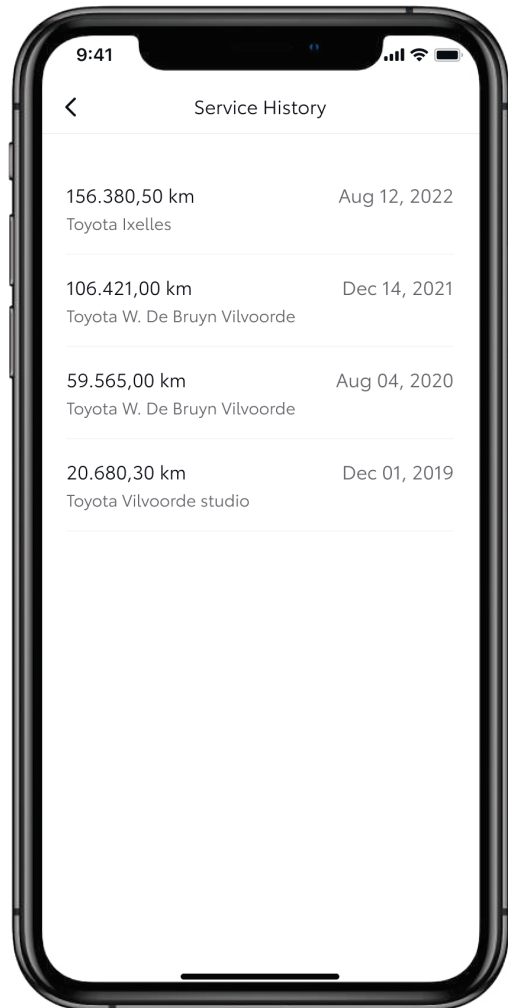 9:41
Service History
156.380,50 km Aug 12, 2022
Toyota Ixelles
106.421,00 km Dec 14, 2021
Toyota W. De Bruyn Vilvoorde
59.565,00 km Aug 04, 2020
Toyota W. De Bruyn Vilvoorde
20.680,30 km Dec 01, 2019
Toyota Vilvoorde studio